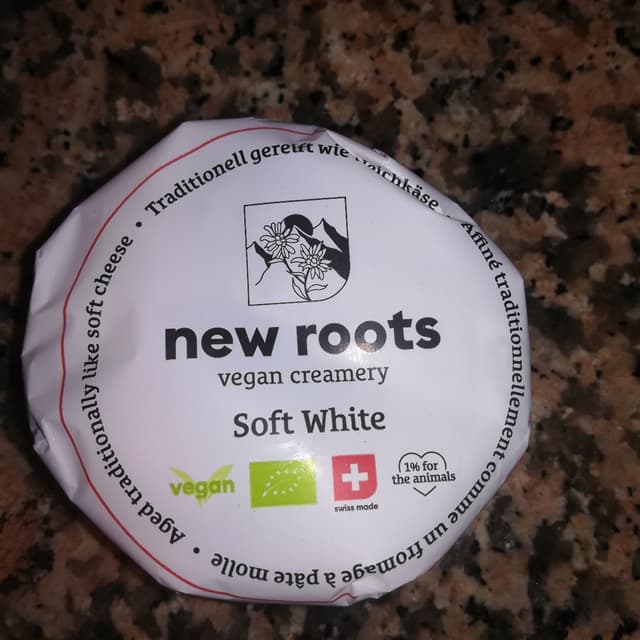 Traditionell gereift wie Weichkäse
Affiné traditionnellement comme un fromage à pâte molle
Aged traditionally like soft cheese
new roots
vegan creamery
Soft White
vegan
swiss made
1% for
the animals